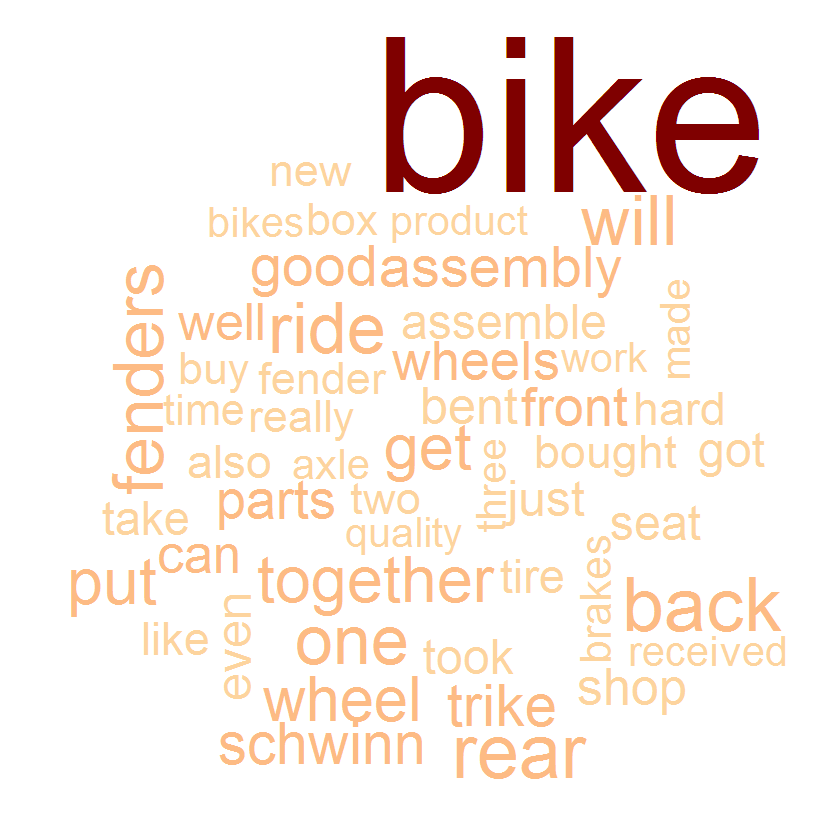 bike
new
bikes box product will
good assembly
fenders
well ride assemble
made
buy fender wheels work
time really bent front hard
also axle get three bought got
take parts two just seat
quality
put can together tire brakes
back
like even one took received
wheel trike shop
schwinn rear